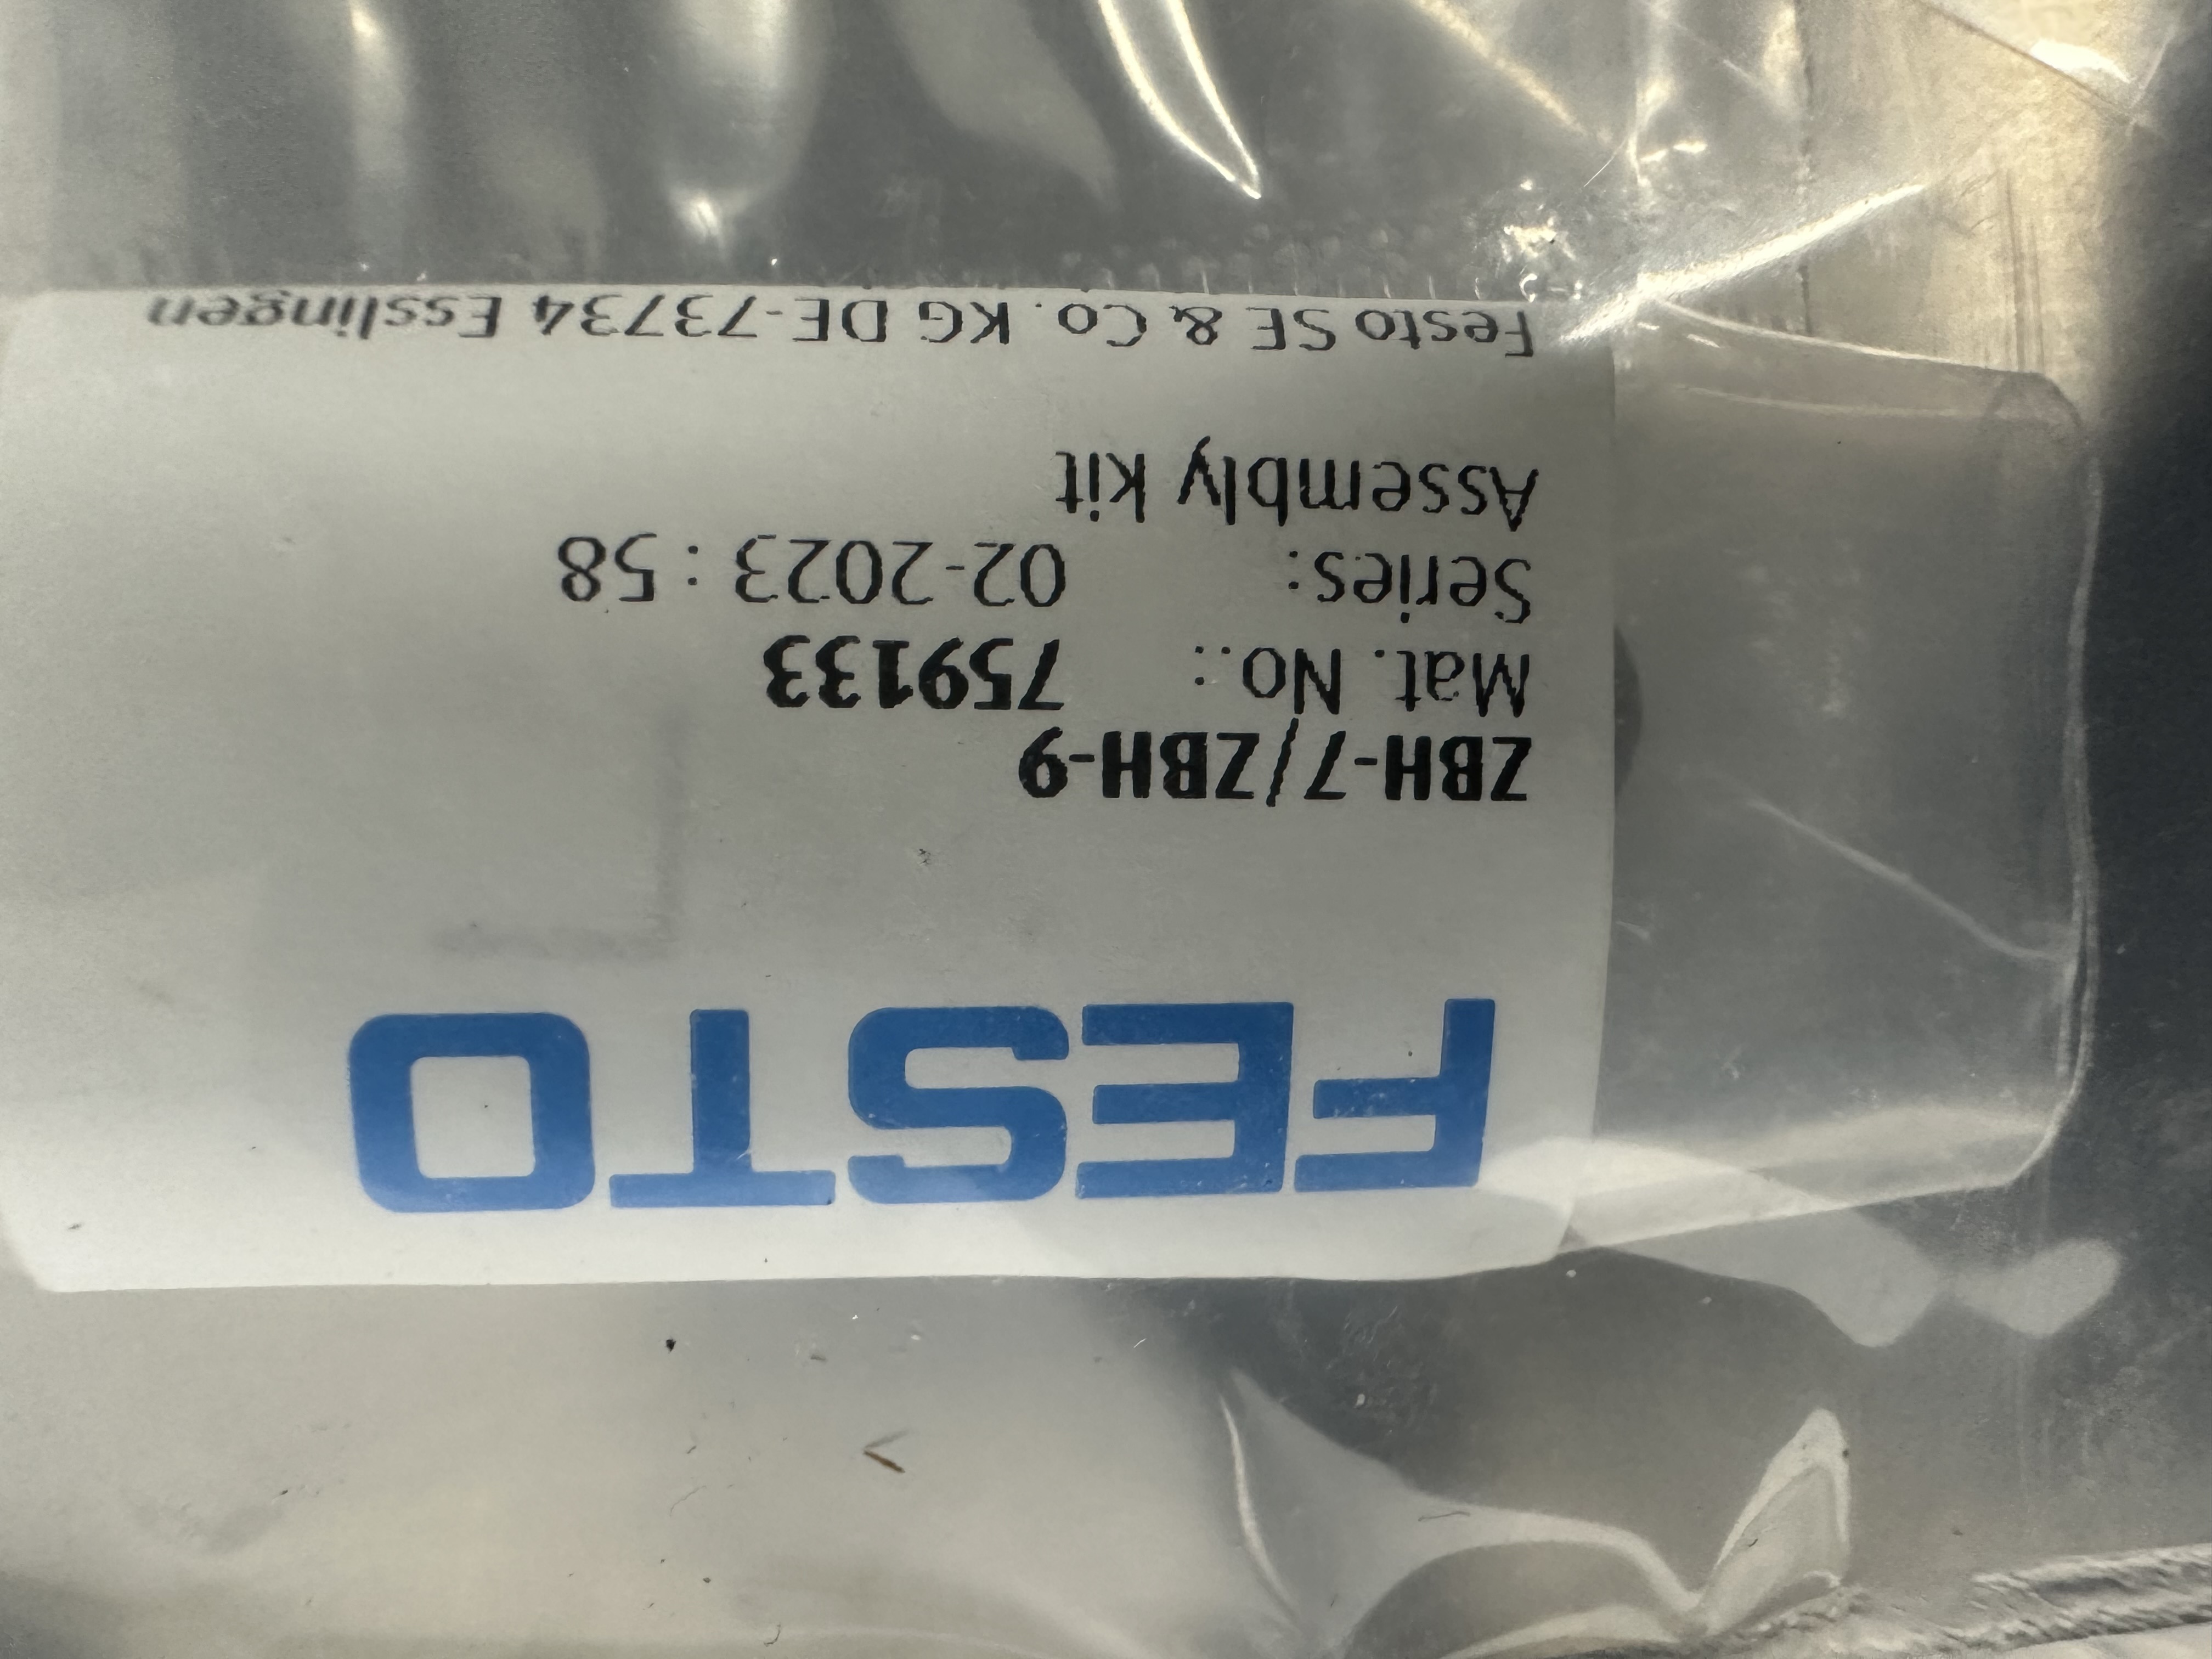 FESTO
ZBH-7/ZBH-9
Mat. No.: 759133
Series: 02-2023 : 58
Assembly kit
Festo SE & Co. KG DE-73734 Esslingen